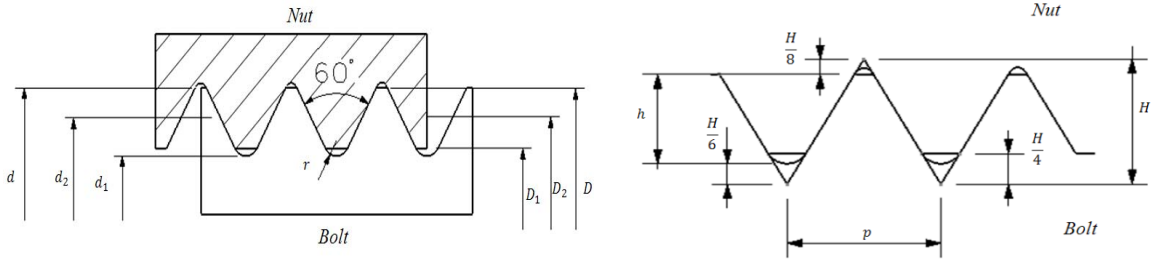 Nut
60°
d
d₂
d₁
r
D₁
D₂
D
Bolt
Nut
H/8
h
H/6
H/4
H
p
Bolt